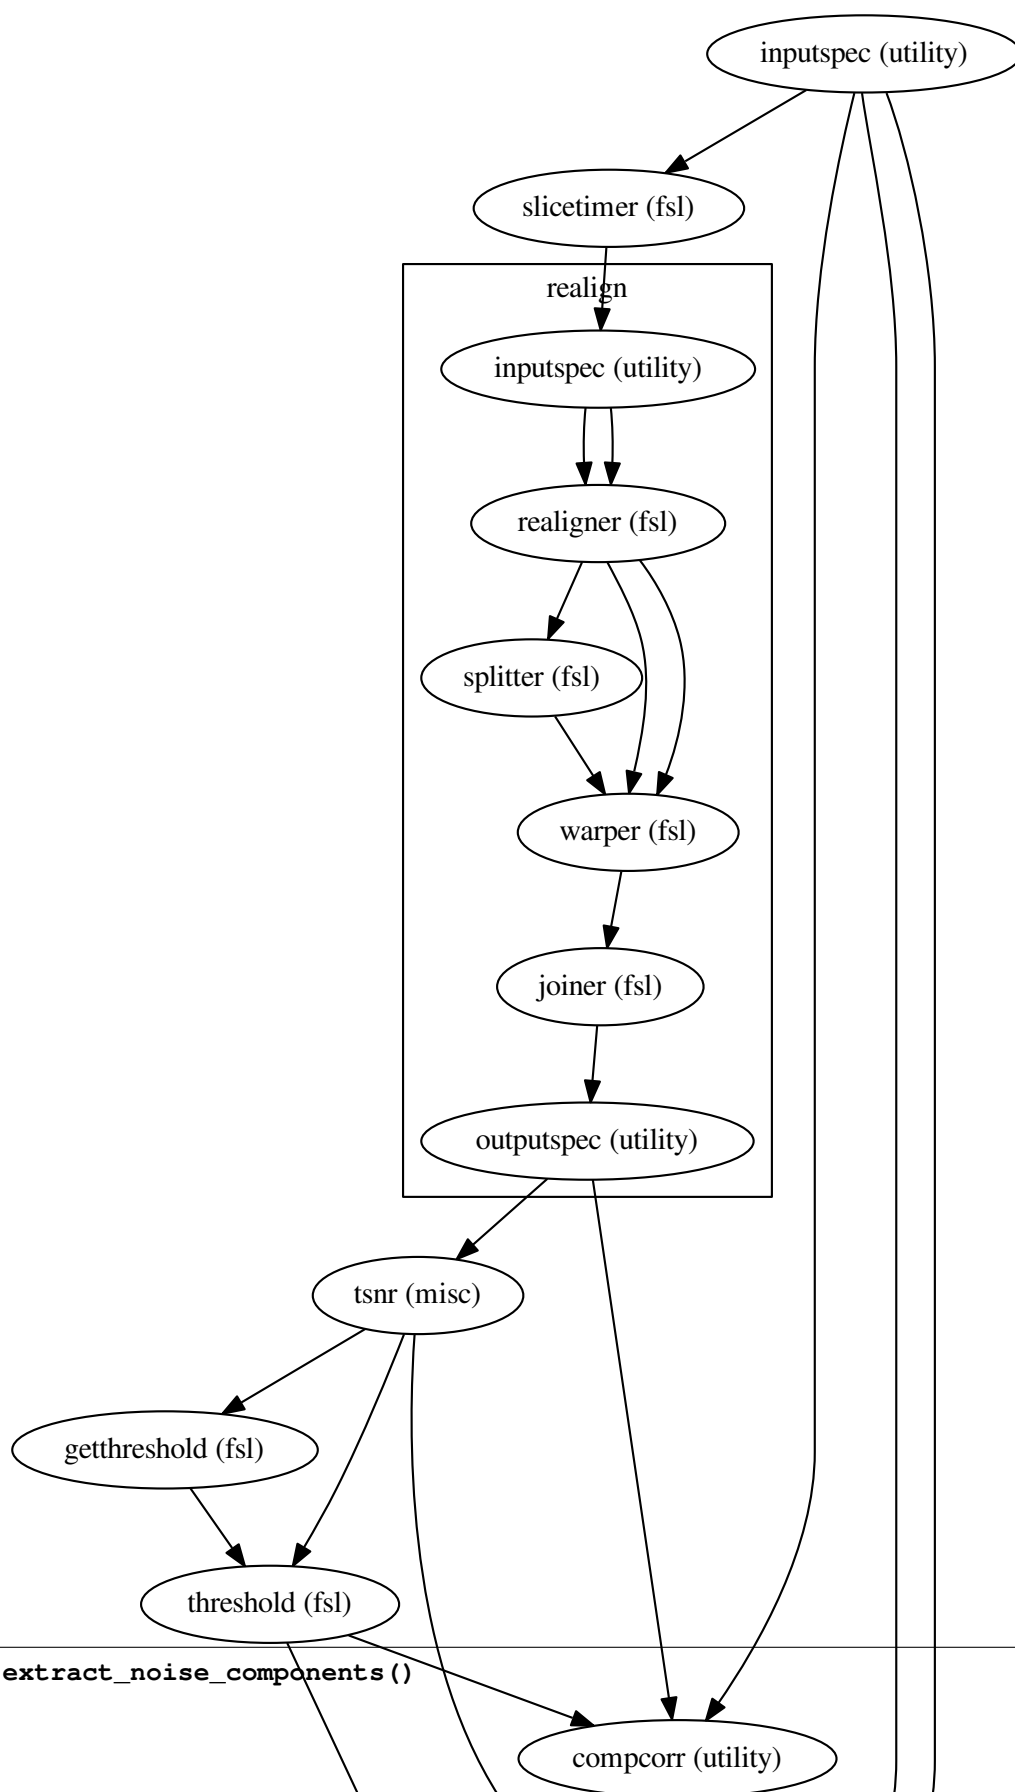 inputspec (utility)
slicetimer (fsl)
realign
inputspec (utility)
realigner (fsl)
splitter (fsl)
warper (fsl)
joiner (fsl)
outputspec (utility)
tsnr (misc)
getthreshold (fsl)
threshold (fsl)
extract_noise_components()
compcorr (utility)